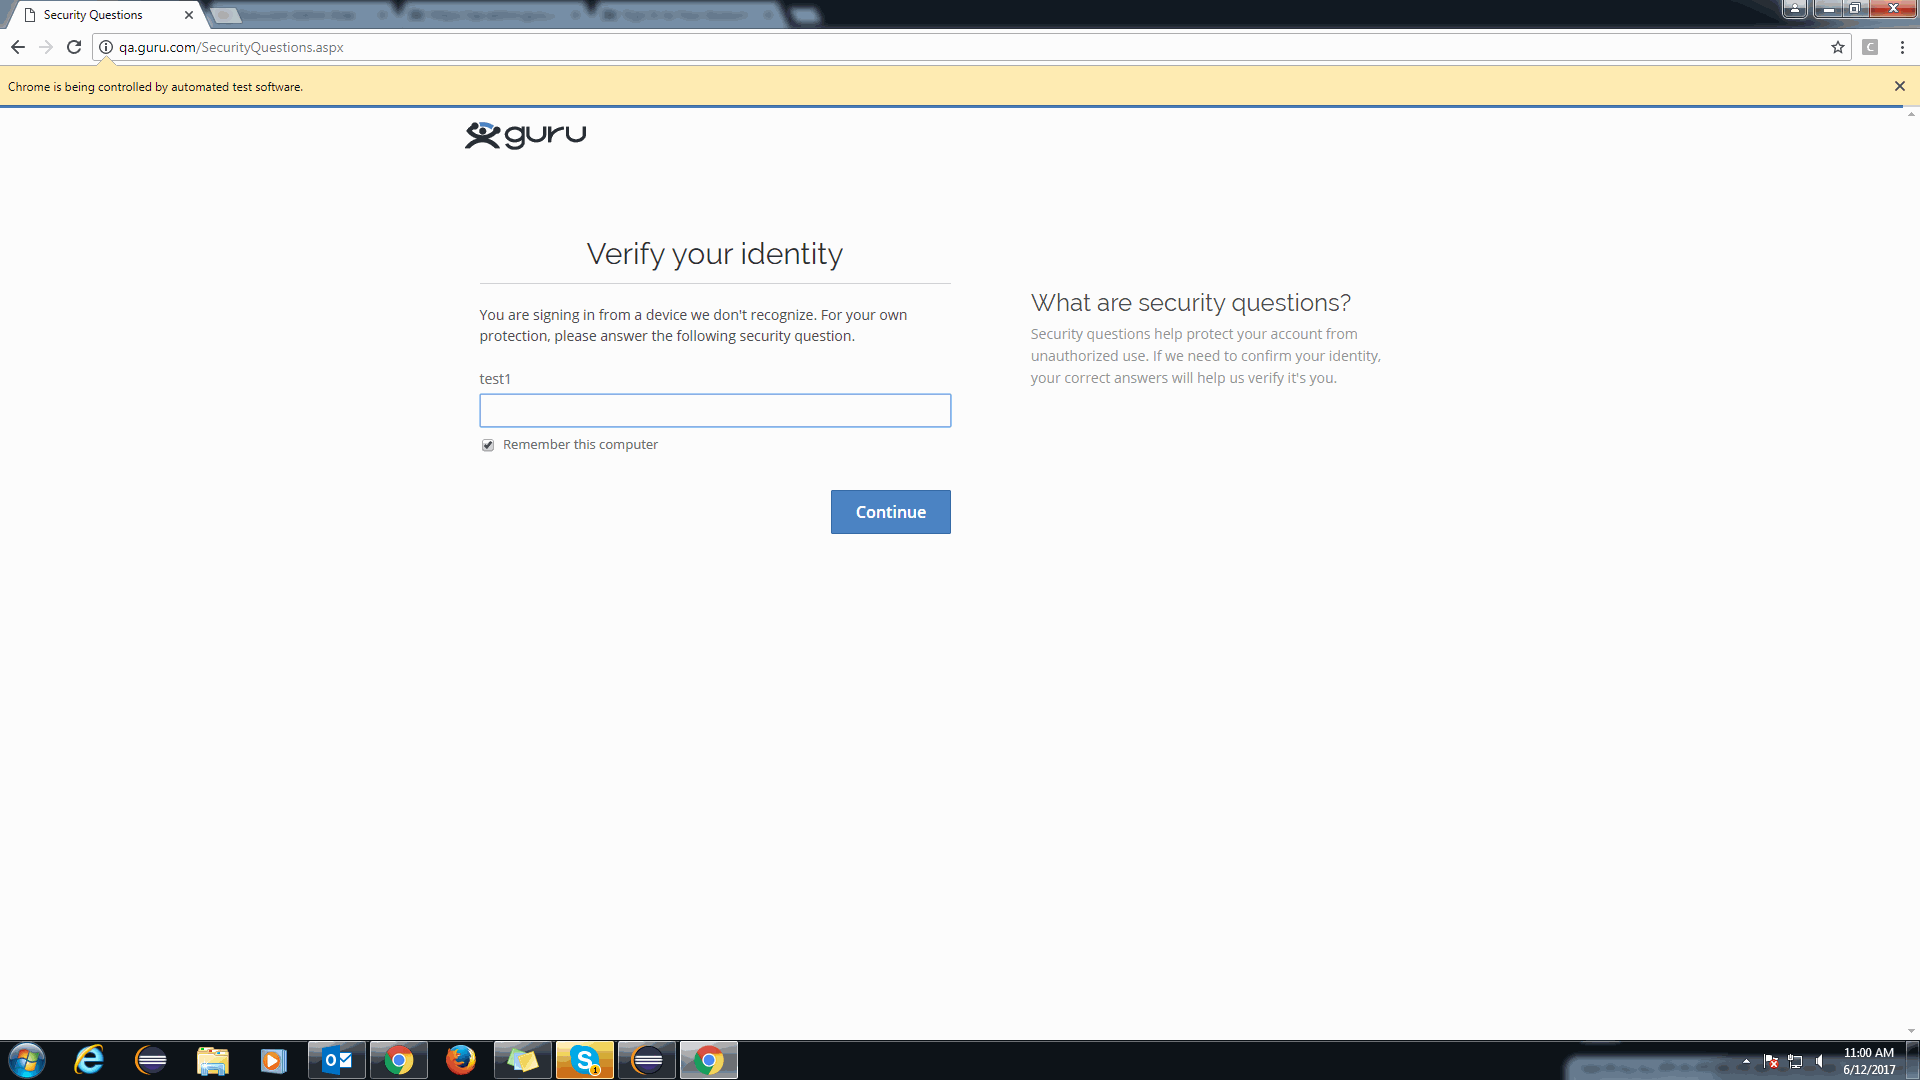 Security Questions
qa.guru.com/SecurityQuestions.aspx
C
Chrome is being controlled by automated test software.
guru
Verify your identity
You are signing in from a device we don't recognize. For your own
protection, please answer the following security question.
test1
Remember this computer
Continue
What are security questions?
Security questions help protect your account from
unauthorized use. If we need to confirm your identity,
your correct answers will help us verify it's you.
11:00 AM
6/12/2017